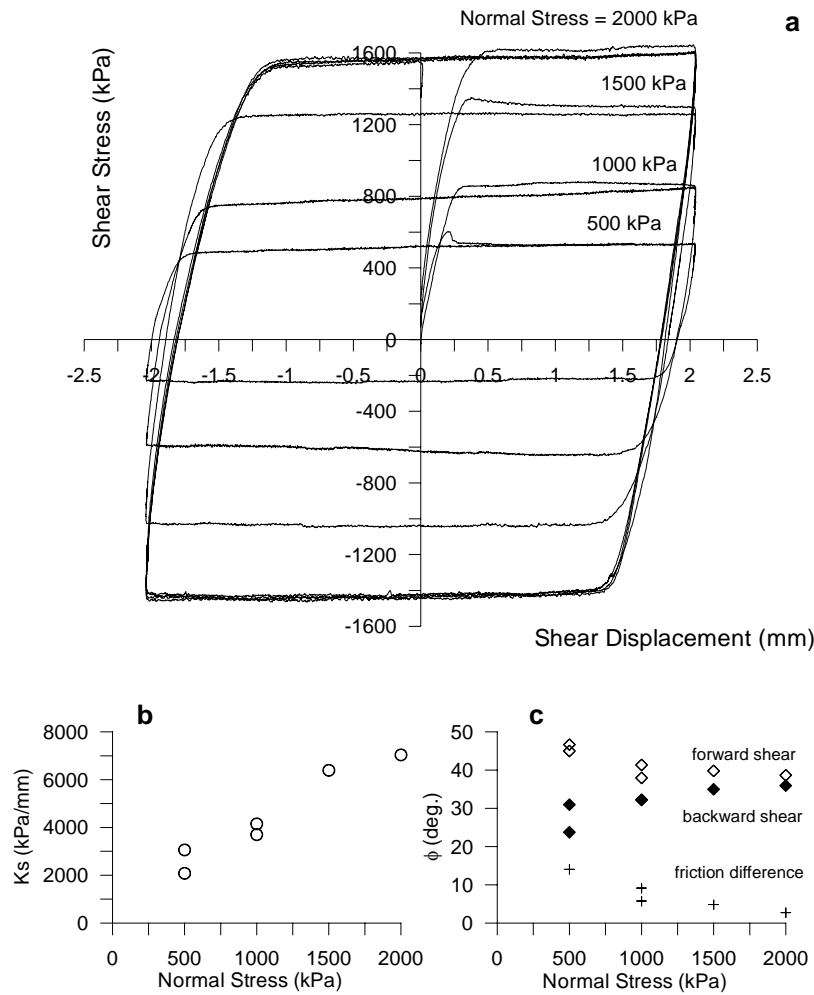 Normal Stress = 2000 kPa
a
Shear Stress (kPa)
1600
1200
800
400
0
-400
-800
-1000
-1200
-1600
1500 kPa
1000 kPa
500 kPa
-2.5 -2 -1.5 -1 -0.5 0 0.5 1 1.5 2 2.5
Shear Displacement (mm)
b
Ks (kPa/mm)
8000
6000
4000
2000
0
0 500 1000 1500 2000
Normal Stress (kPa)
c
ϕ (deg.)
50
40
30
20
10
0
forward shear
backward shear
friction difference
0 500 1000 1500 2000
Normal Stress (kPa)